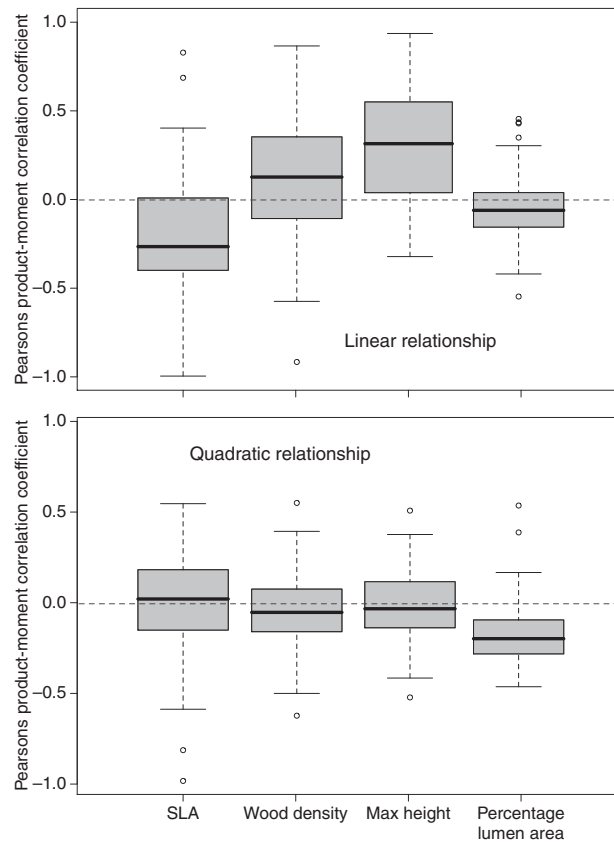 Pearsons product-moment correlation coefficient
1.0
0.5
0.0
−0.5
−1.0
Linear relationship
Pearsons product-moment correlation coefficient
1.0
0.5
0.0
−0.5
−1.0
Quadratic relationship
SLA
Wood density
Max height
Percentage
lumen area